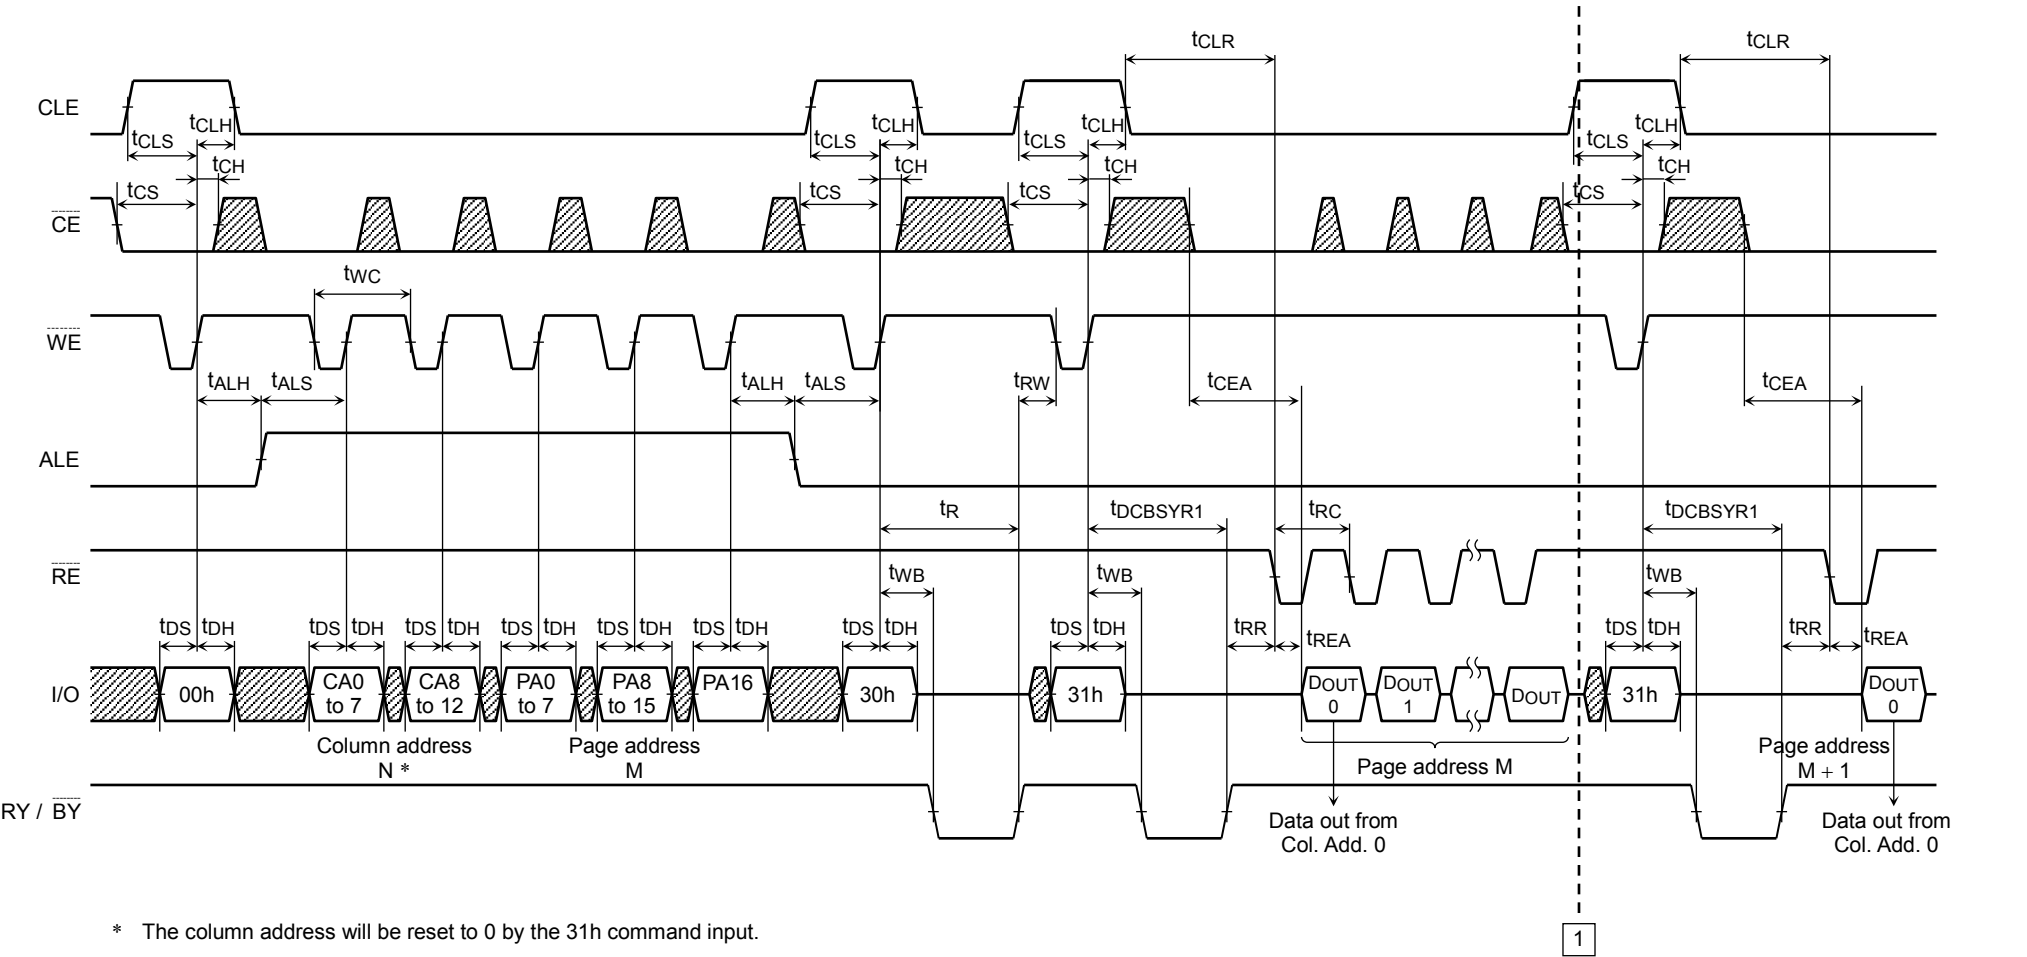 tCLR tCLR
CLE
tCLS tCLH tCLS tCLH tCLS tCLH tCLS tCLH
tCH tCH tCH tCH
tCS tCS tCS tCS
CE
tWC
WE
tALH tALS tALH tALS tRW tCEA tCEA
ALE
tR tDCBSYR1 tRC tDCBSYR1
RE
tWB tWB tWB
tDS tDH tDS tDH tDS tDH tDS tDH tDS tDH tDS tDH tDS tDH tDS tDH tRR tREA tDS tDH tRR tREA
I/O
00h
CA0
to 7
CA8
to 12
PA0
to 7
PA8
to 15
PA16
30h
31h
DOUT
0
DOUT
1
DOUT
31h
DOUT
0
Column address
N *
Page address
M
Page address M
Page address
M + 1
RY / BY
Data out from
Col. Add. 0
Data out from
Col. Add. 0
* The column address will be reset to 0 by the 31h command input.
1